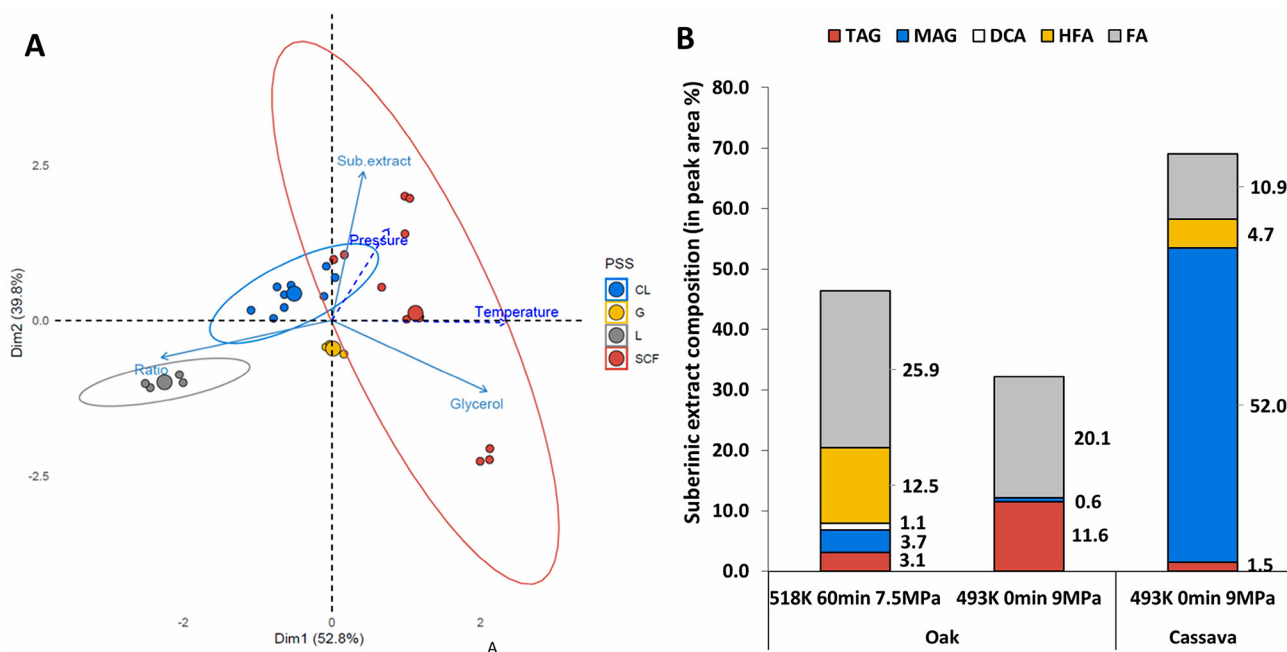 A
Sub.extract
2.5
Pressure
PSS
CL
G
L
SCF
Dim2 (39.8%)
0.0
Temperature
Ratio
Glycerol
-2.5
-2 0 2
Dim1 (52.8%)
A
B
TAG MAG DCA HFA FA
Suberinic extract composition (in peak area %)
80.0
70.0
60.0
50.0
40.0
30.0
20.0
10.0
0.0
25.9
12.5
1.1
3.7
3.1
20.1
0.6
11.6
10.9
4.7
52.0
1.5
518K 60min 7.5MPa 493K 0min 9MPa 493K 0min 9MPa
Oak Cassava